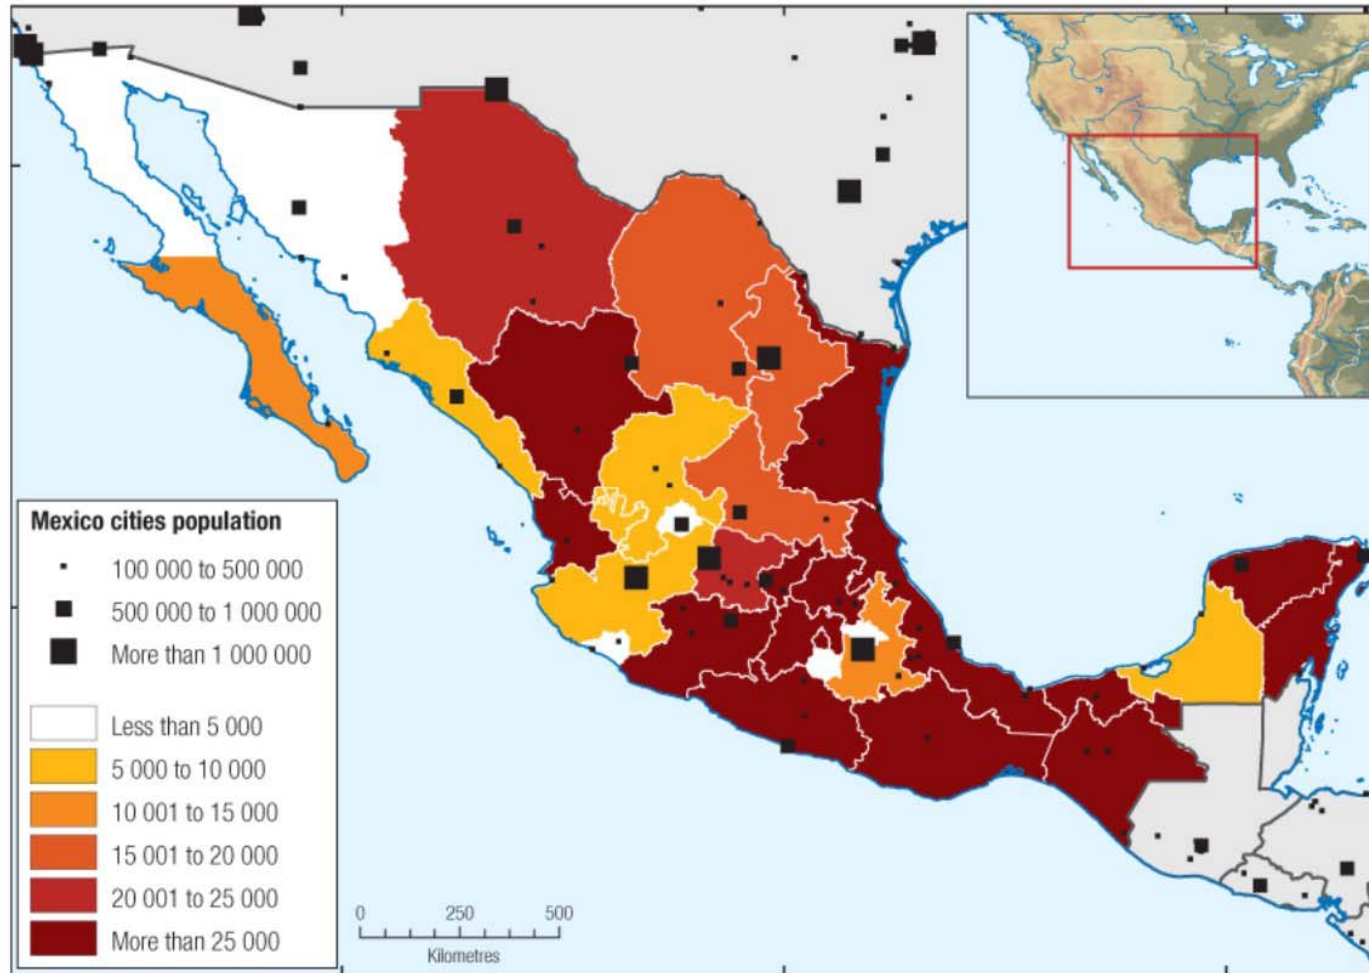 Mexico cities population
100 000 to 500 000
500 000 to 1 000 000
More than 1 000 000
Less than 5 000
5 000 to 10 000
10 001 to 15 000
15 001 to 20 000
20 001 to 25 000
More than 25 000
0 250 500
Kilometres